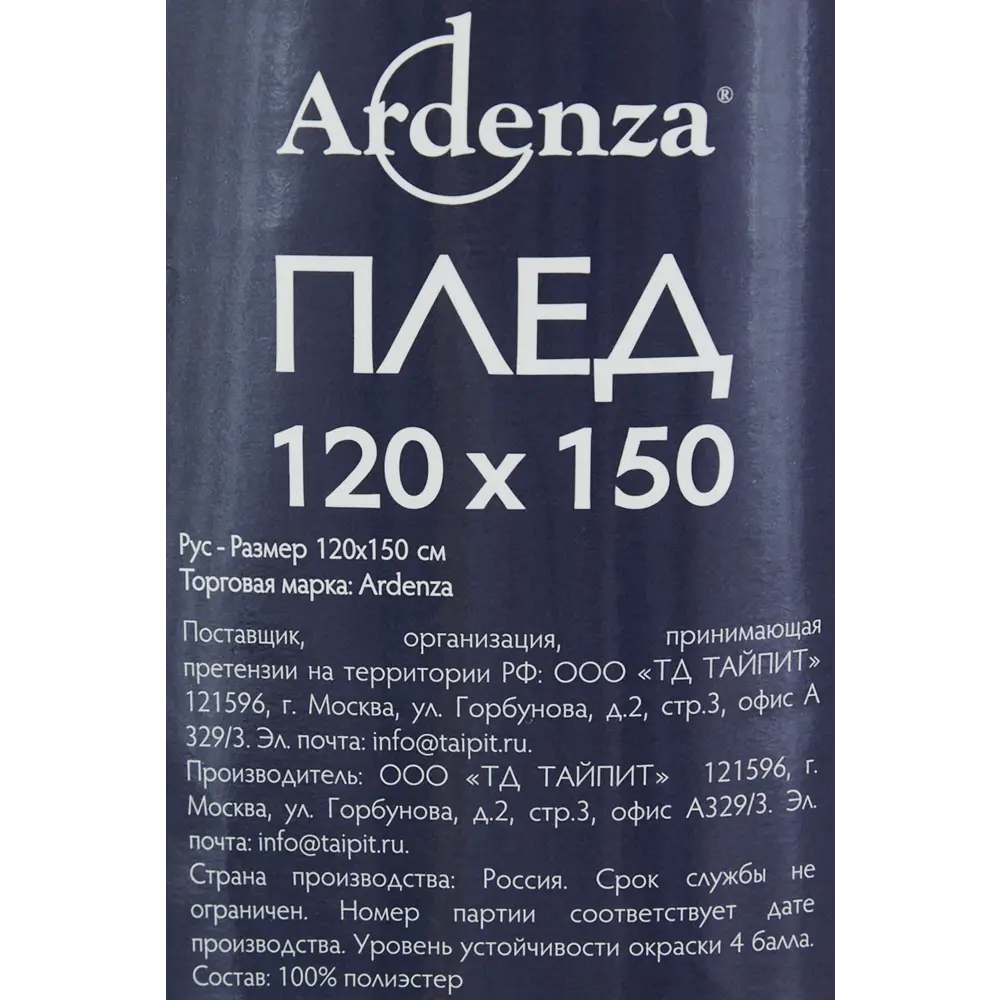 Ardenza®
ПЛЕД
120 x 150
Рус - Размер 120x150 см
Торговая марка: Ardenza
Поставщик, организация, принимающая
претензии на территории РФ: ООО «ТД ТАЙПИТ»
121596, г. Москва, ул. Горбунова, д.2, стр.3, офис А
329/3. Эл. почта: info@taipit.ru.
Производитель: ООО «ТД ТАЙПИТ» 121596, г.
Москва, ул. Горбунова, д.2, стр.3, офис А329/3. Эл.
почта: info@taipit.ru.
Страна производства: Россия. Срок службы не
ограничен. Номер партии соответствует дате
производства. Уровень устойчивости окраски 4 балла.
Состав: 100% полиэстер